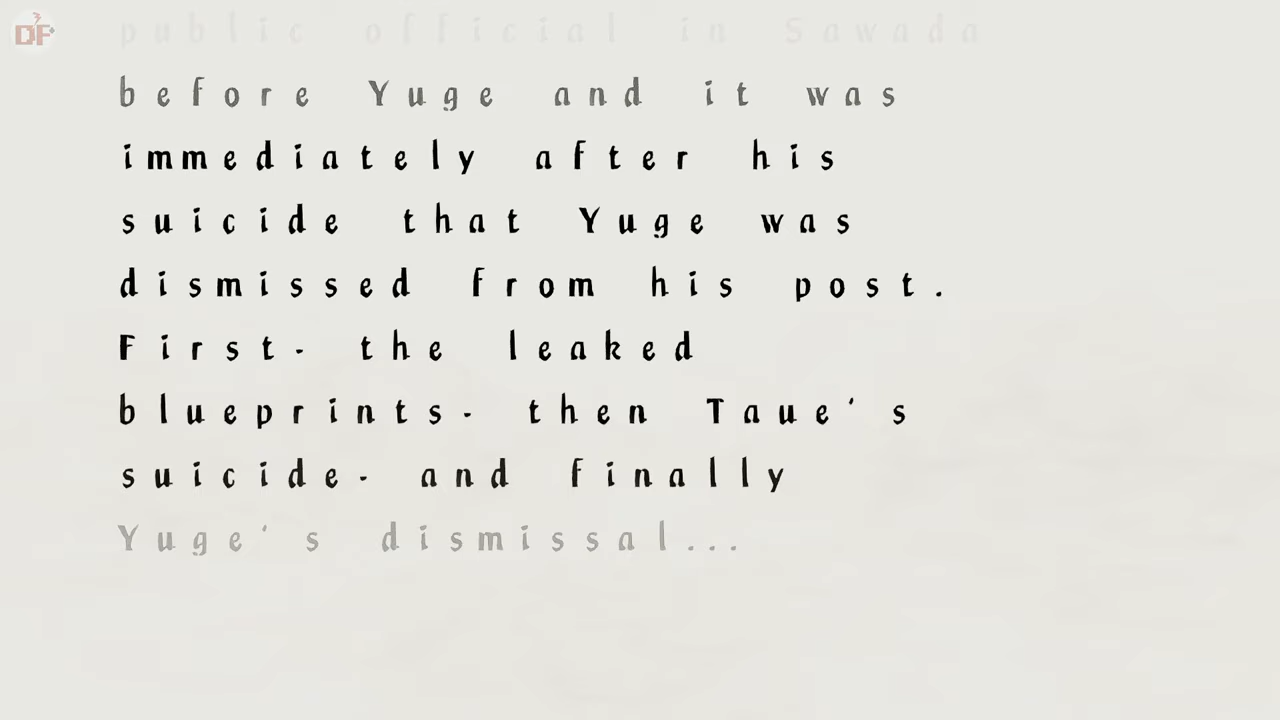 DF
public official in Sawada
before Yuge and it was
immediately after his
suicide that Yuge was
dismissed from his post.
First- the leaked
blueprints- then Taue's
suicide- and finally
Yuge's dismissal...